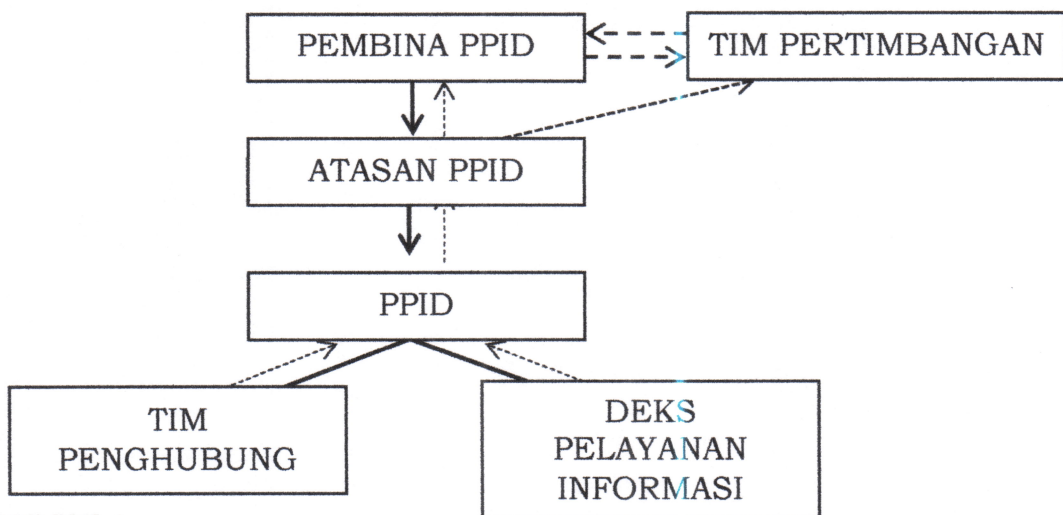 PEMBINA PPID
TIM PERTIMBANGAN
ATASAN PPID
PPID
TIM
PENGHUBUNG
DEKS
PELAYANAN
INFORMASI